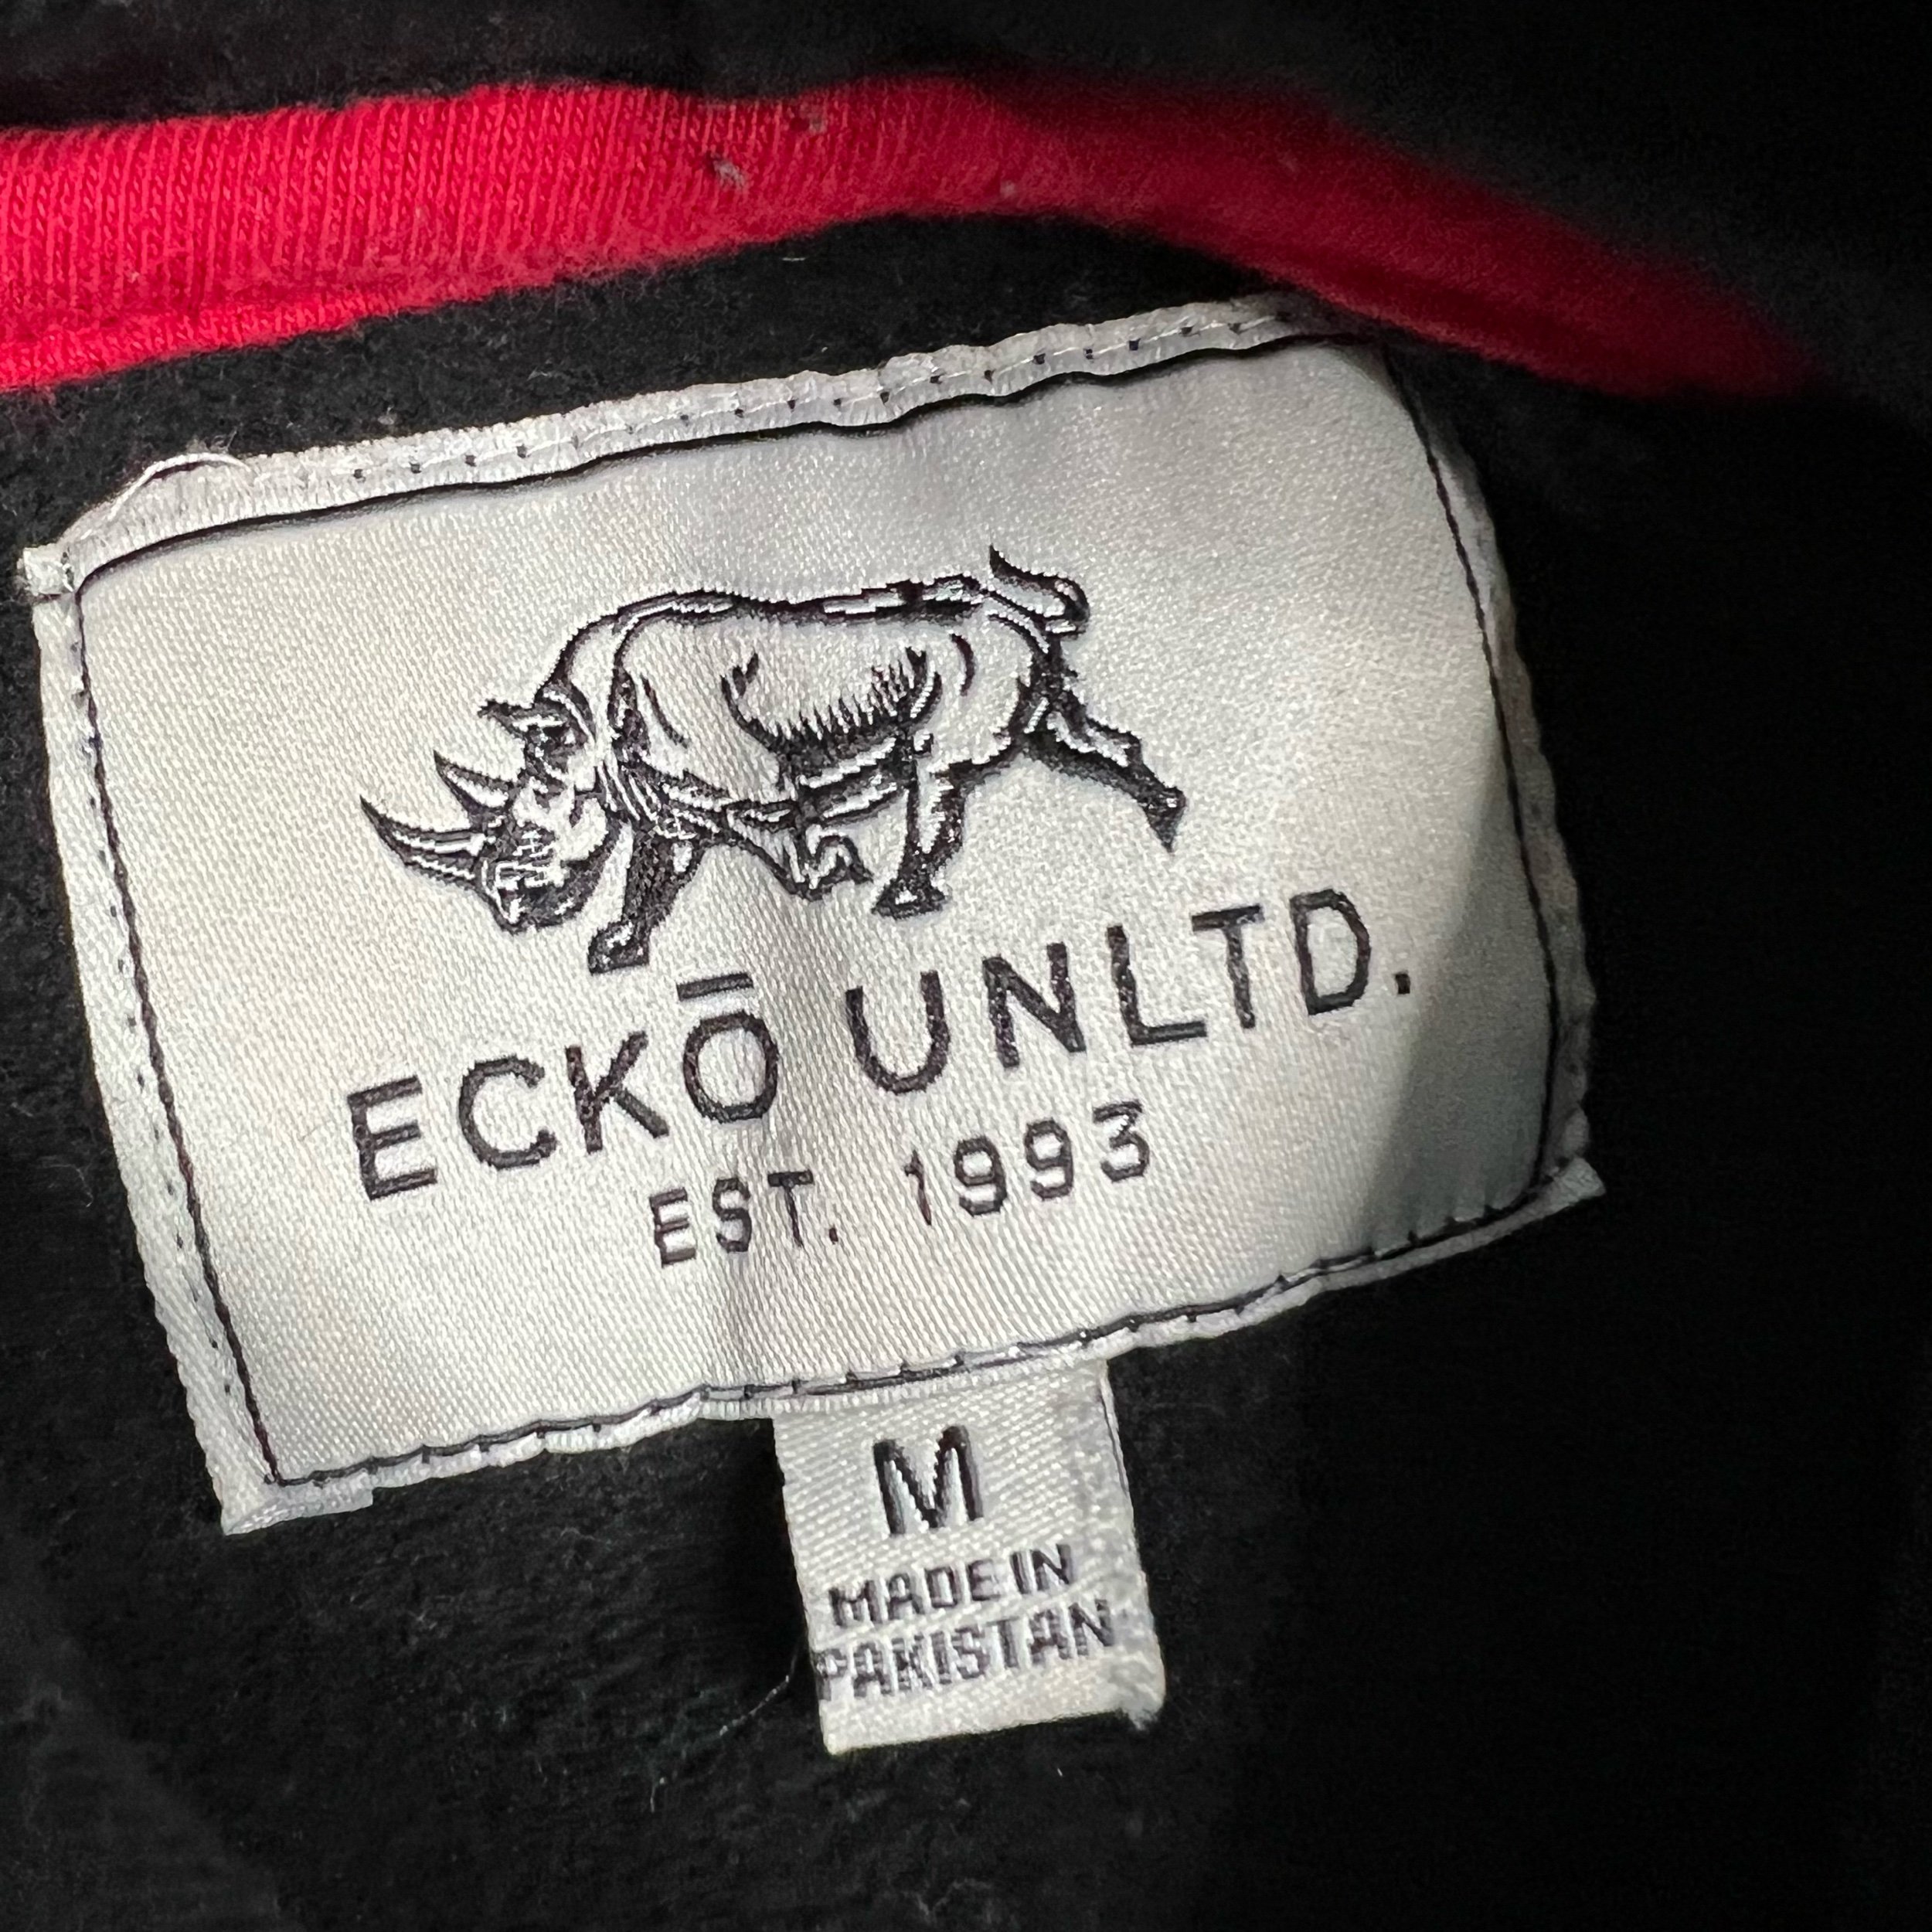 ECKŌ UNLTD.
EST. 1993
M
MADE IN
PAKISTAN